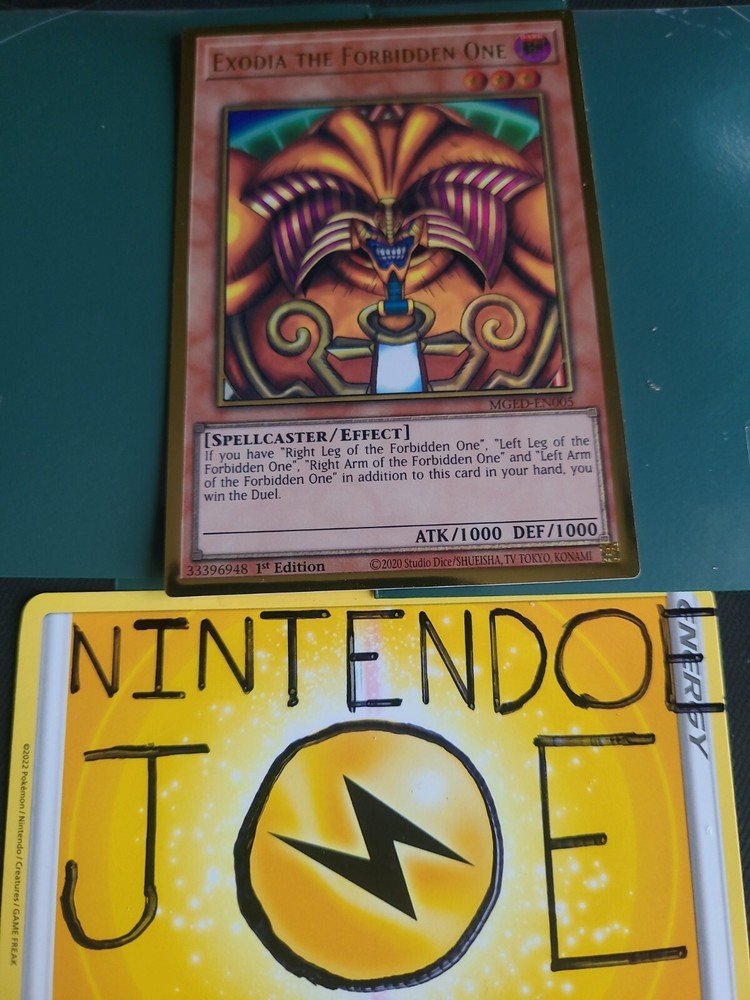 EXODIA THE FORBIDDEN ONE
MGED-EN005
[SPELLCASTER/EFFECT]
If you have "Right Leg of the Forbidden One", "Left Leg of the
Forbidden One", "Right Arm of the Forbidden One" and "Left Arm
of the Forbidden One" in addition to this card in your hand, you
win the Duel.
ATK/1000 DEF/1000
33396948 1st Edition ©2020 Studio Dice/SHUEISHA, TV TOKYO, KONAMI
NINTENDOE
JOE
ENERGY
©2022 Pokémon / Nintendo / Creatures / GAME FREAK